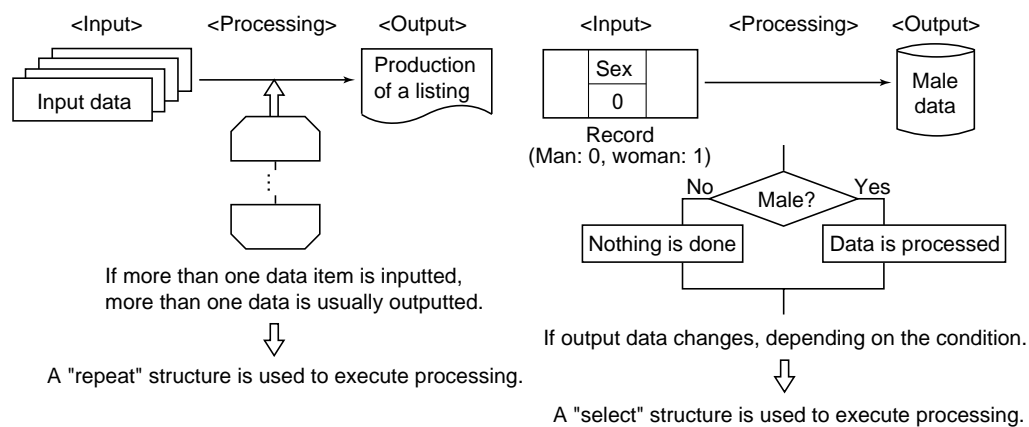 <Input>
<Processing>
<Output>
Input data
Production
of a listing
If more than one data item is inputted,
more than one data is usually outputted.
A "repeat" structure is used to execute processing.
<Input>
<Processing>
<Output>
Sex
0
Record
(Man: 0, woman: 1)
Male
data
No
Male?
Yes
Nothing is done
Data is processed
If output data changes, depending on the condition.
A "select" structure is used to execute processing.